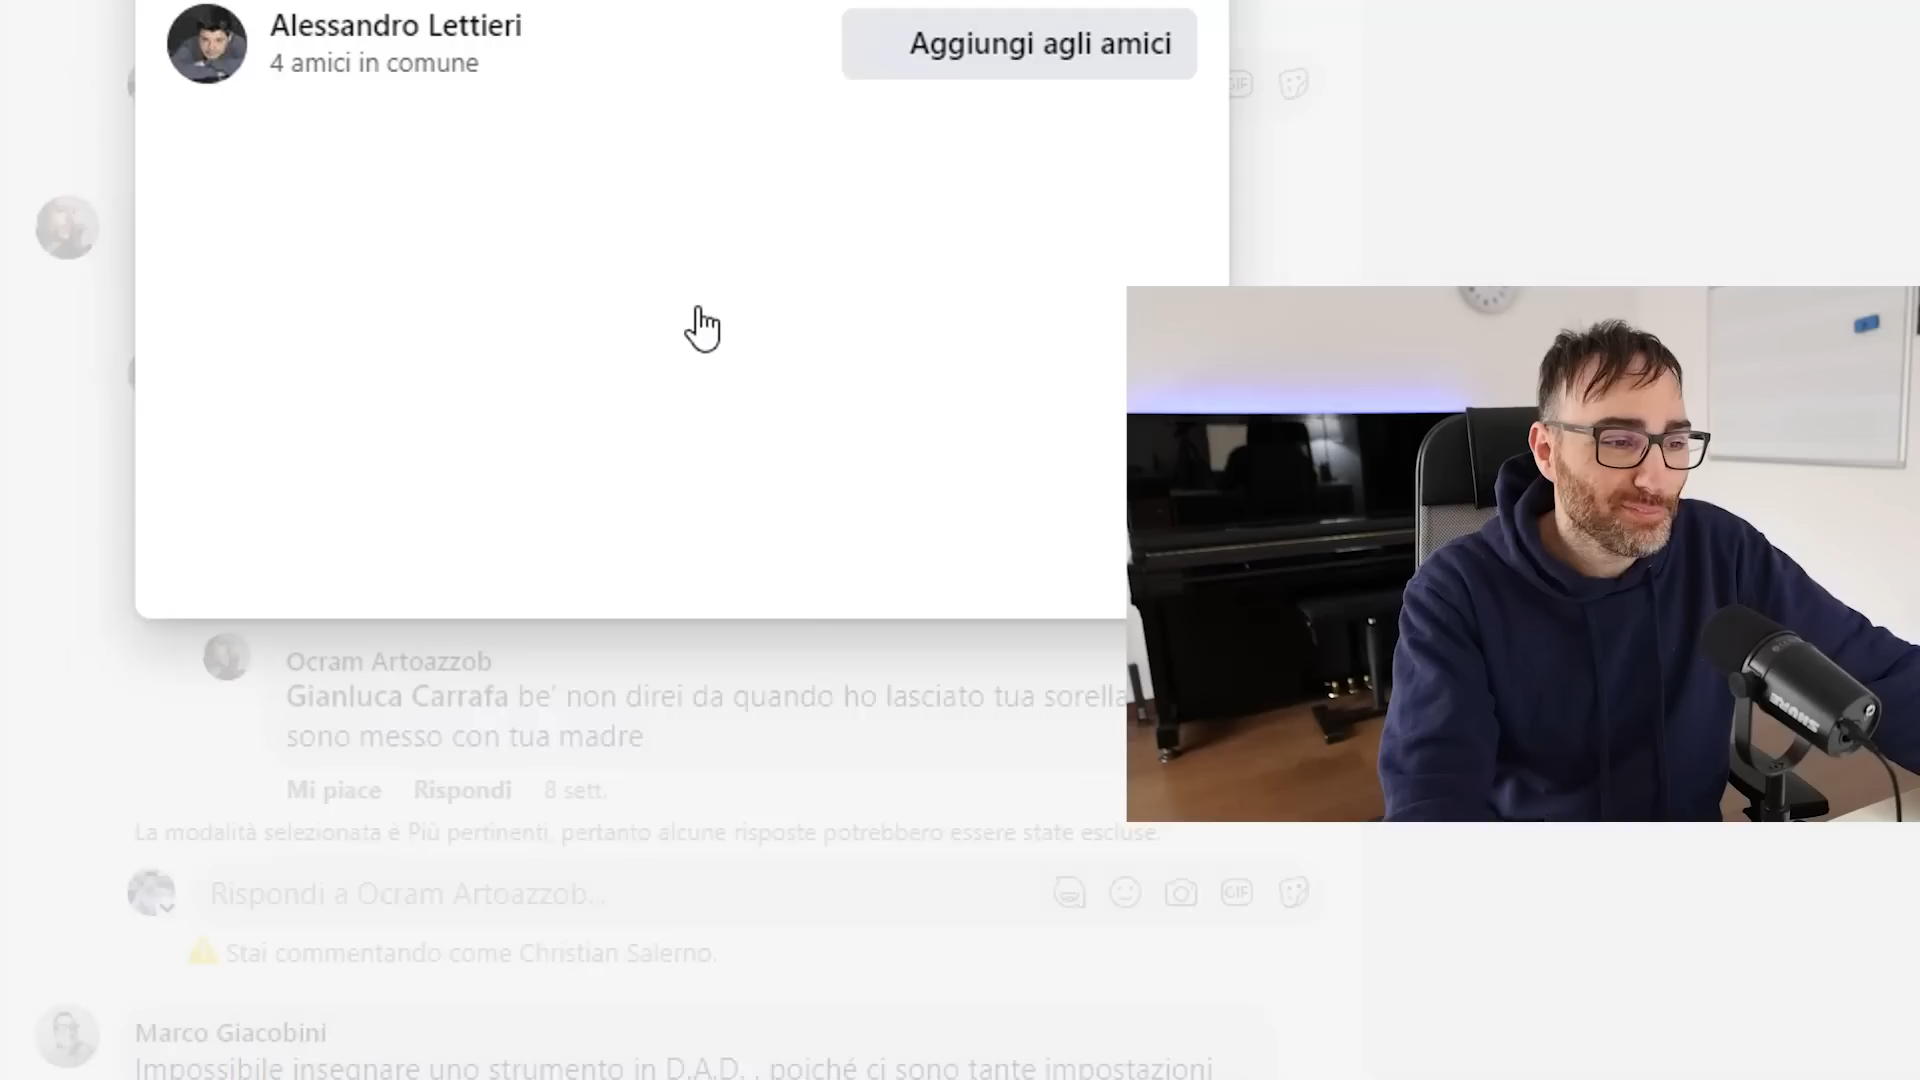 Alessandro Lettieri
4 amici in comune
Aggiungi agli amici
GIF
Ocram Artoazzob
Gianluca Carrafa be' non direi da quando ho lasciato tua sorella
sono messo con tua madre
Mi piace Rispondi 8 sett.
La modalità selezionata è Più pertinenti, pertanto alcune risposte potrebbero essere state escluse.
Rispondi a Ocram Artoazzob...
GIF
Stai commentando come Christian Salerno.
Marco Giacobini
Impossibile insegnare uno strumento in D.A.D. , poiché ci sono tante impostazioni
SHURE